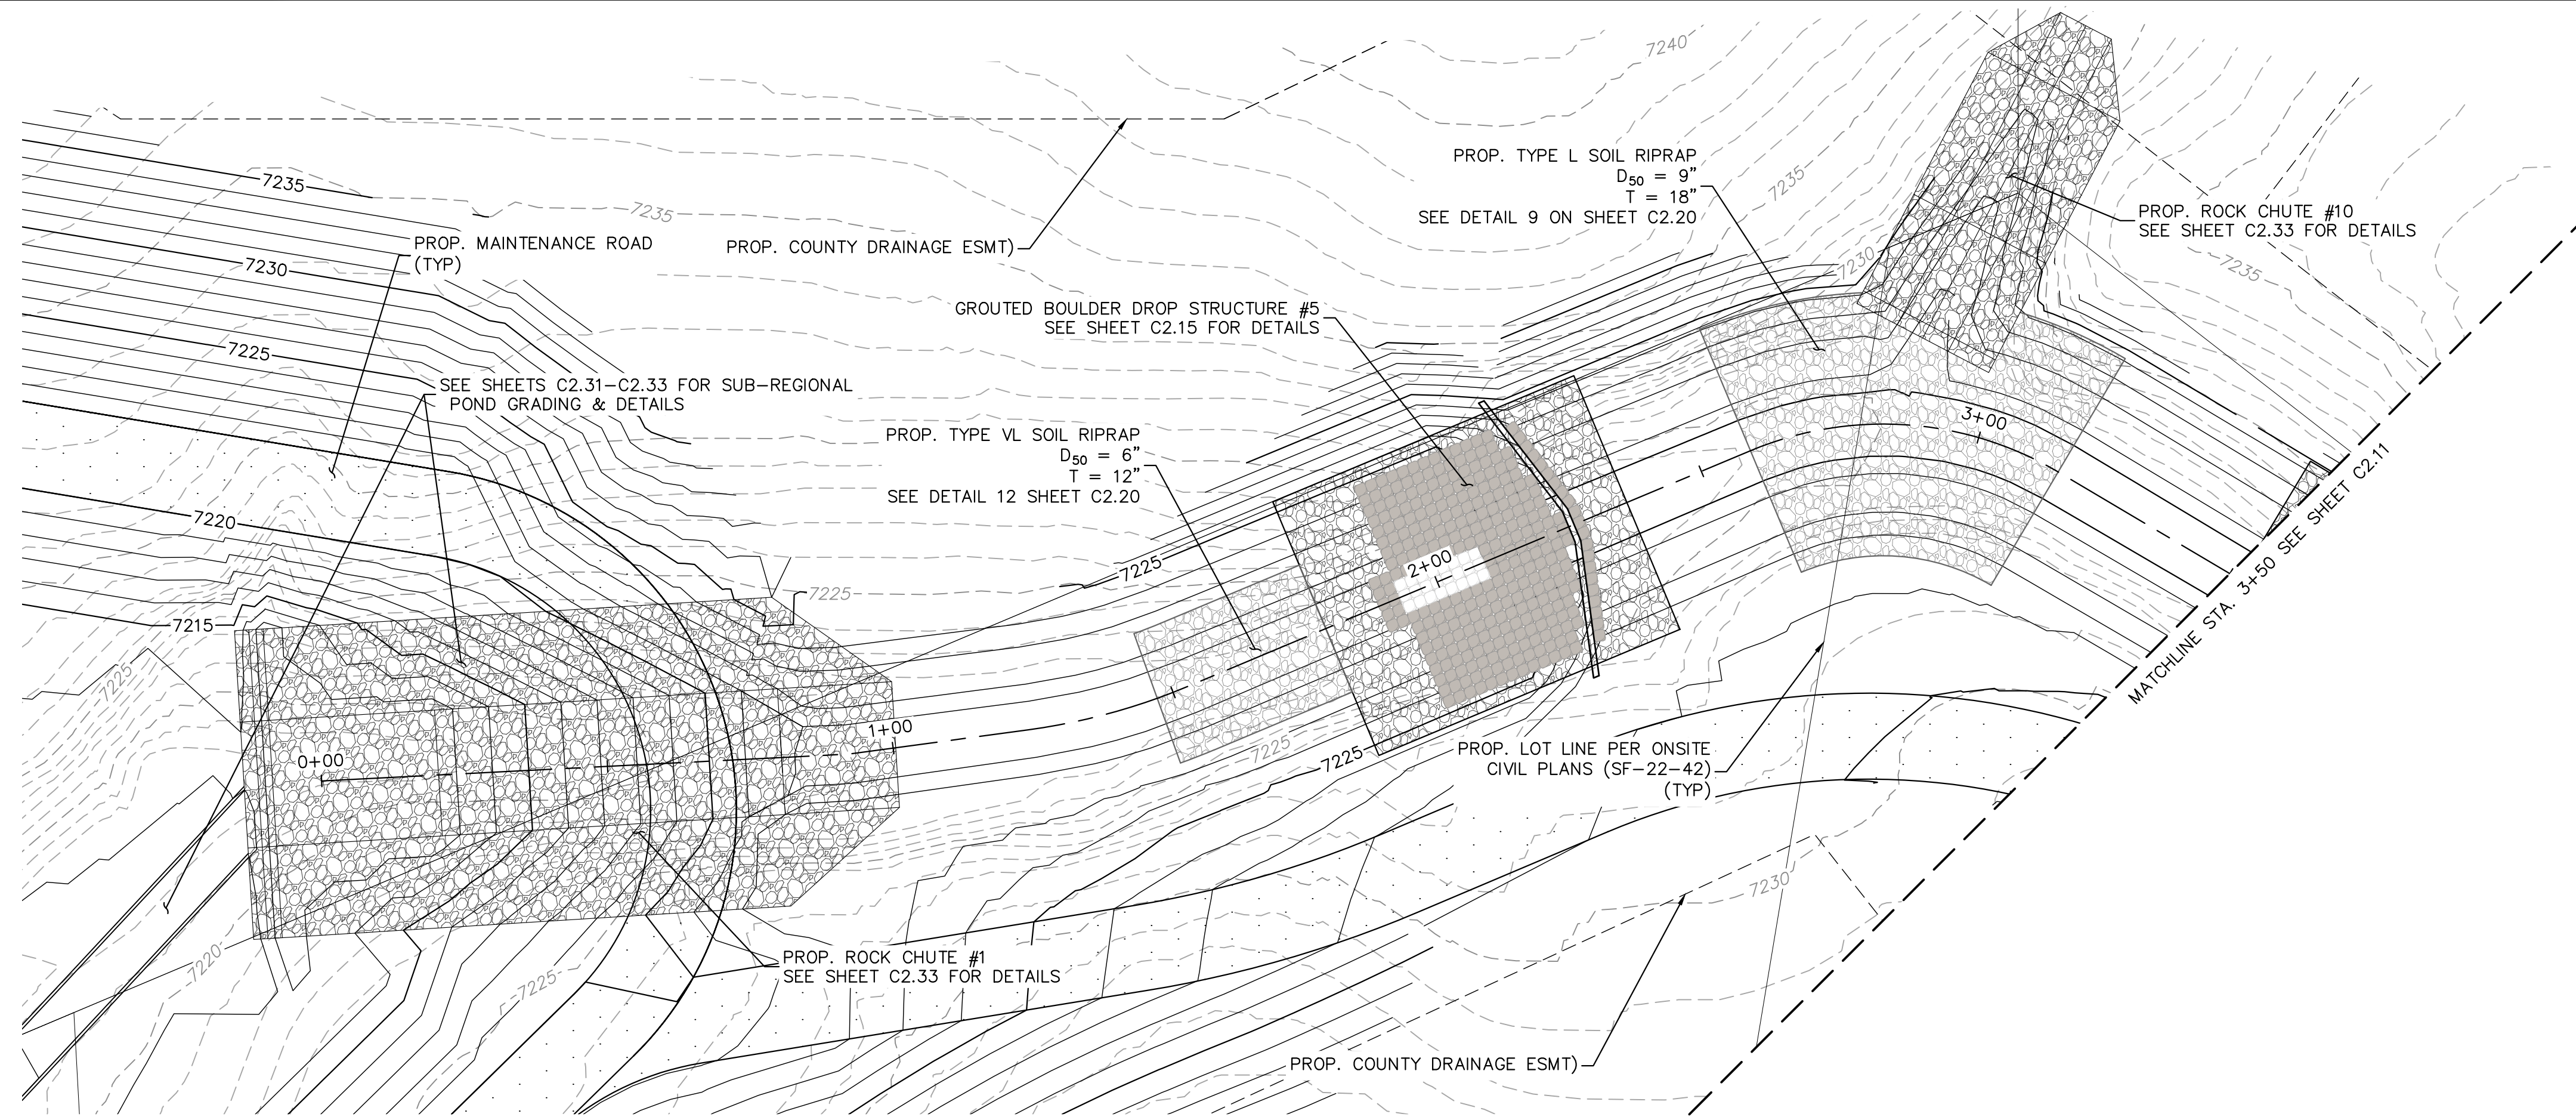 7240
PROP. TYPE L SOIL RIPRAP
D50 = 9"
T = 18"
SEE DETAIL 9 ON SHEET C2.20
7235
7235
7235
PROP. ROCK CHUTE #10
SEE SHEET C2.33 FOR DETAILS
PROP. MAINTENANCE ROAD
(TYP)
PROP. COUNTY DRAINAGE ESMT)
7230
7230
7235
GROUTED BOULDER DROP STRUCTURE #5
SEE SHEET C2.15 FOR DETAILS
7225
SEE SHEETS C2.31-C2.33 FOR SUB-REGIONAL
POND GRADING & DETAILS
3+00
PROP. TYPE VL SOIL RIPRAP
D50 = 6"
T = 12"
SEE DETAIL 12 SHEET C2.20
7220
2+00
7225
7225
7215
MATCHLINE STA. 3+50 SEE SHEET C2.11
7225
1+00
0+00
7225
7225
PROP. LOT LINE PER ONSITE
CIVIL PLANS (SF-22-42)
(TYP)
7230
7220
7225
PROP. ROCK CHUTE #1
SEE SHEET C2.33 FOR DETAILS
PROP. COUNTY DRAINAGE ESMT)